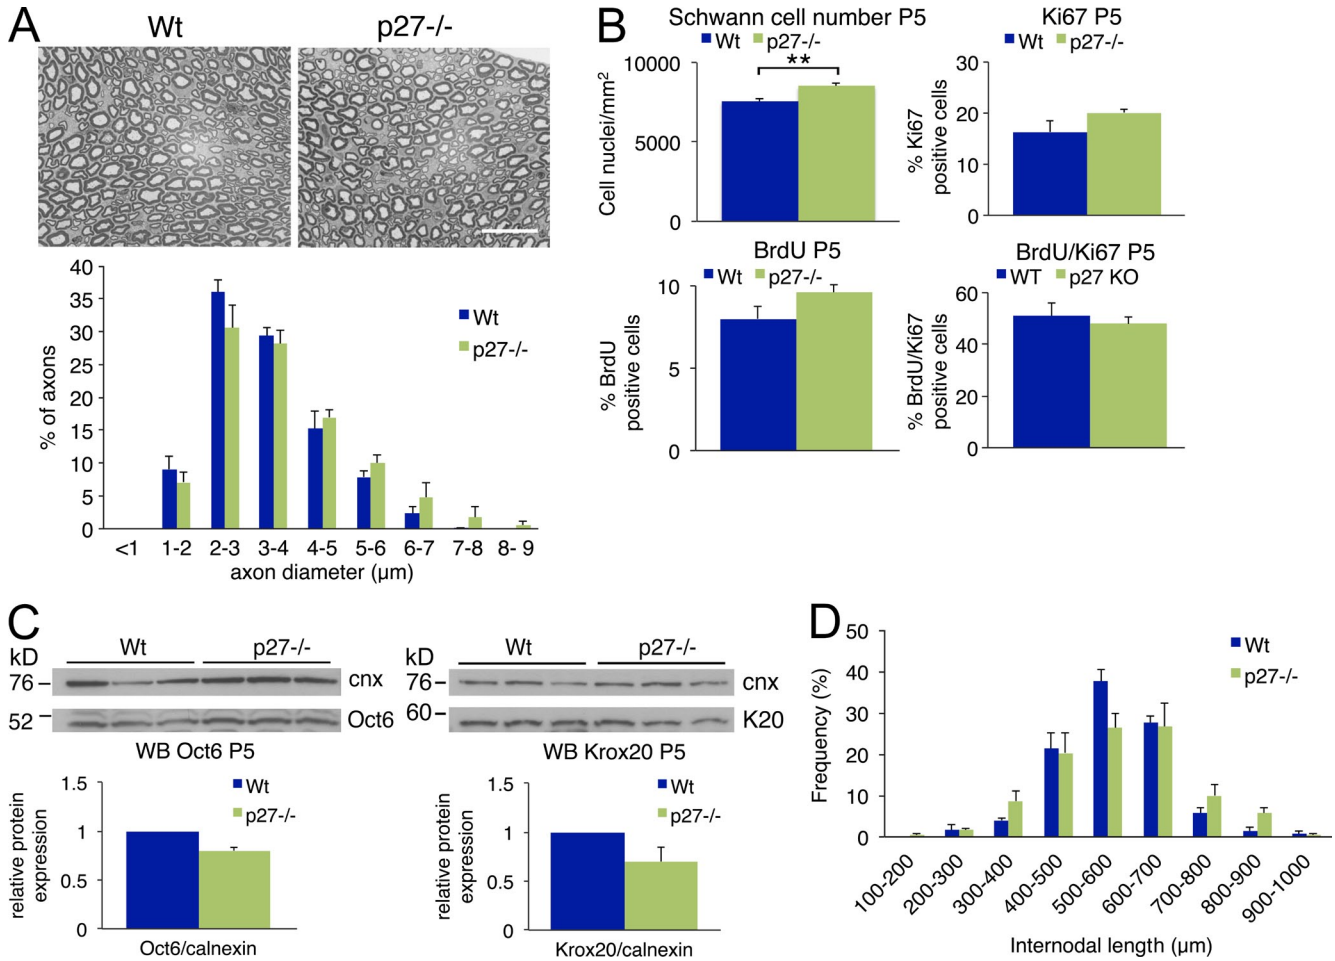 A
Wt
p27-/-
40
35
30
25
20
15
10
5
0
% of axons
Wt
p27-/-
<1 1-2 2-3 3-4 4-5 5-6 6-7 7-8 8- 9
axon diameter (µm)
B
Schwann cell number P5
Wt p27-/-
10000
5000
0
Cell nuclei/mm²
**
Ki67 P5
Wt p27-/-
30
20
10
0
% Ki67
positive cells
BrdU P5
Wt p27-/-
10
5
0
% BrdU
positive cells
BrdU/Ki67 P5
WT p27 KO
60
40
20
0
% BrdU/Ki67
positive cells
C
kD
Wt p27-/-
76
cnx
52
Oct6
WB Oct6 P5
Wt
p27-/-
1.5
1
0.5
0
relative protein
expression
Oct6/calnexin
kD
Wt p27-/-
76
cnx
60
K20
WB Krox20 P5
Wt
p27-/-
1.5
1
0.5
0
relative protein
expression
Krox20/calnexin
D
50
40
30
20
10
0
Frequency (%)
Wt
p27-/-
100-200
200-300
300-400
400-500
500-600
600-700
700-800
800-900
900-1000
Internodal length (µm)